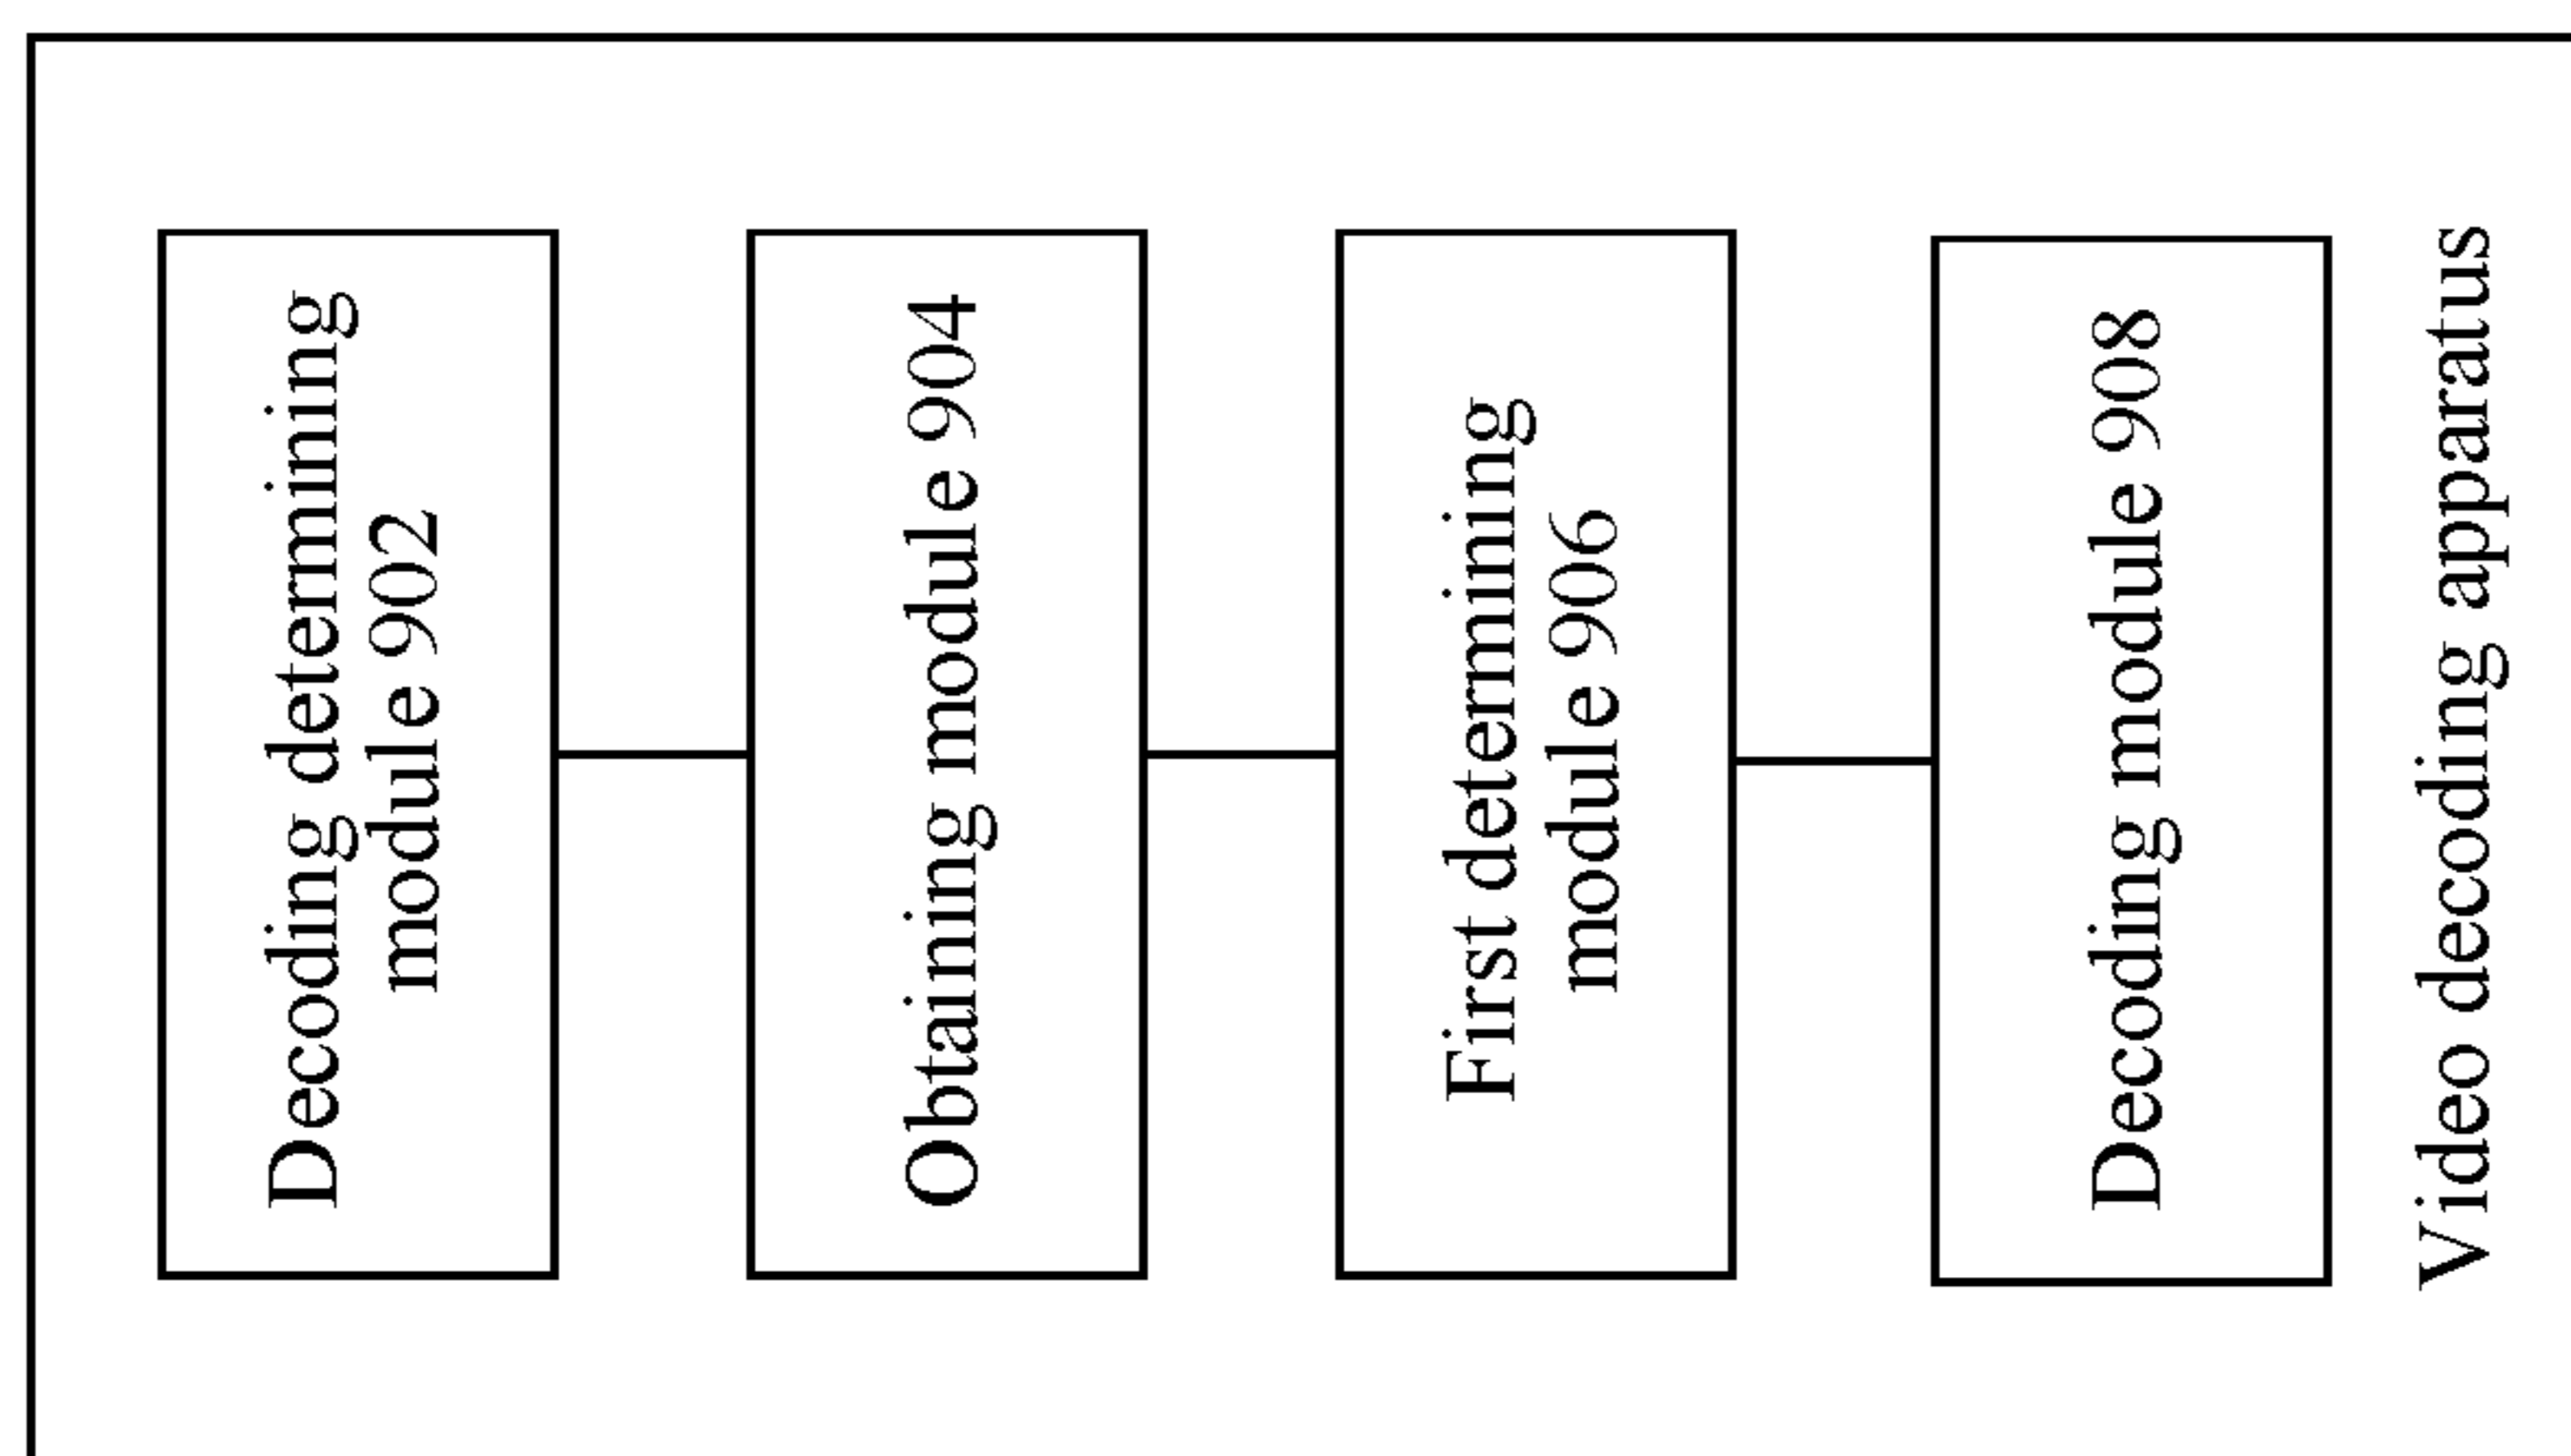 Decoding determining
module 902
Obtaining module 904
First determining
module 906
Decoding module 908
Video decoding apparatus